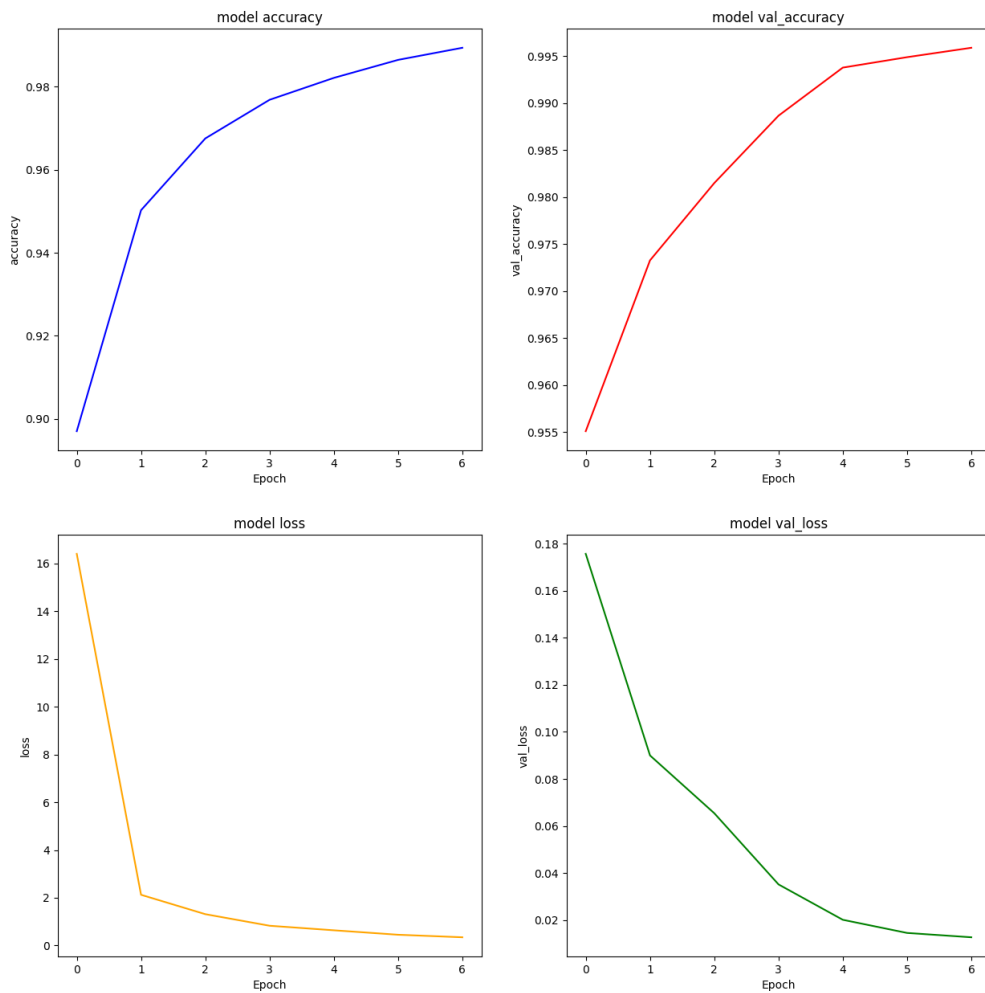 model accuracy
accuracy
0.98
0.96
0.94
0.92
0.90
0 1 2 3 4 5 6
Epoch
model val_accuracy
val_accuracy
0.995
0.990
0.985
0.980
0.975
0.970
0.965
0.960
0.955
0 1 2 3 4 5 6
Epoch
model loss
loss
16
14
12
10
8
6
4
2
0
0 1 2 3 4 5 6
Epoch
model val_loss
val_loss
0.18
0.16
0.14
0.12
0.10
0.08
0.06
0.04
0.02
0 1 2 3 4 5 6
Epoch